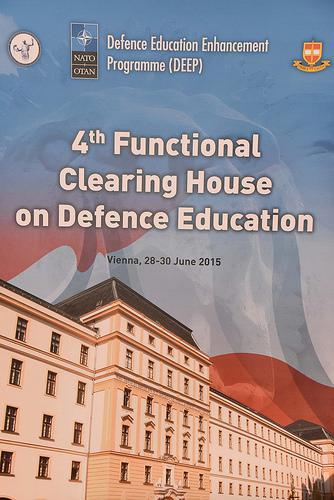 NATO
OTAN
Defence Education Enhancement
Programme (DEEP)
4th Functional
Clearing House
on Defence Education
Vienna, 28-30 June 2015